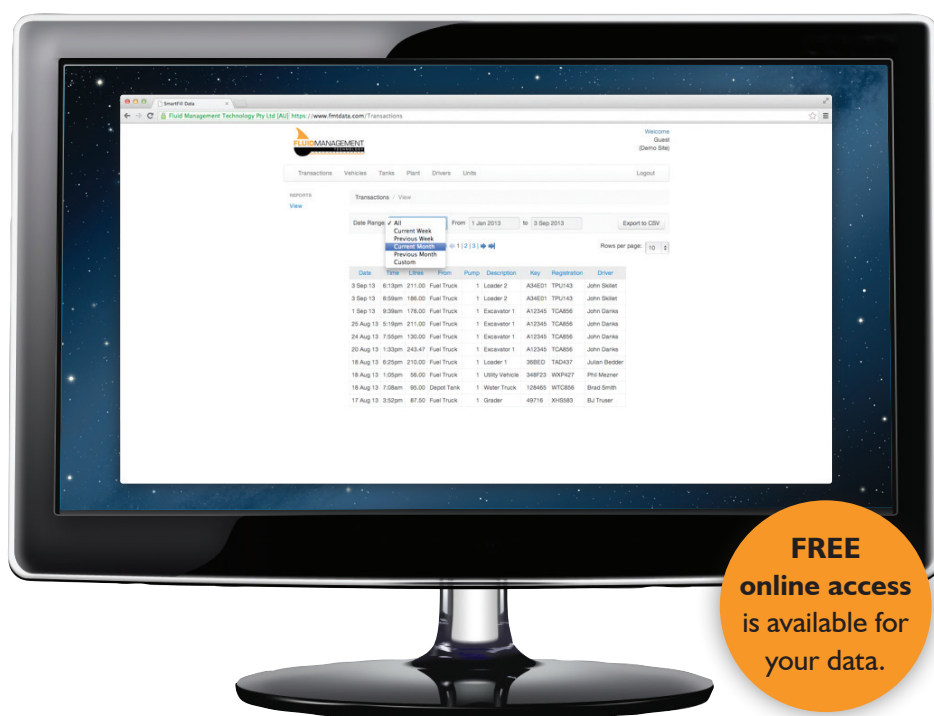 SmartFill Data
Fluid Management Technology Pty Ltd [AU] https://www.fmtdata.com/Transactions
FLUIDMANAGEMENT
TECHNOLOGY
Welcome
Guest
(Demo Site)
Transactions Vehicles Tanks Plant Drivers Units Logout
REPORTS
View
Transactions / View
Date Range: ✓ All From 1 Jan 2013 to 3 Sep 2013 Export to CSV
Current Week
Previous Week
Current Month
Previous Month
Custom
1 | 2 | 3 | Rows per page: 10
Date Time Litres From Pump Description Key Registration Driver
3 Sep 13 6:13pm 211.00 Fuel Truck 1 Loader 2 A34E01 TPU143 John Skillet
3 Sep 13 8:59am 186.00 Fuel Truck 1 Loader 2 A34E01 TPU143 John Skillet
1 Sep 13 9:39am 178.00 Fuel Truck 1 Excavator 1 A12345 TCA856 John Danks
25 Aug 13 5:19pm 211.00 Fuel Truck 1 Excavator 1 A12345 TCA856 John Danks
24 Aug 13 7:55pm 130.00 Fuel Truck 1 Excavator 1 A12345 TCA856 John Danks
20 Aug 13 1:33pm 243.47 Fuel Truck 1 Excavator 1 A12345 TCA856 John Danks
18 Aug 13 6:25pm 210.00 Fuel Truck 1 Loader 1 36BED TAD437 Julian Bedder
18 Aug 13 1:05pm 56.00 Fuel Truck 1 Utility Vehicle 348F23 WXP427 Phil Mezner
18 Aug 13 7:08am 95.00 Depot Tank 1 Water Truck 128465 WTC856 Brad Smith
17 Aug 13 3:52pm 87.50 Fuel Truck 1 Grader 49716 XHS583 BJ Truser
FREE
online access
is available for
your data.